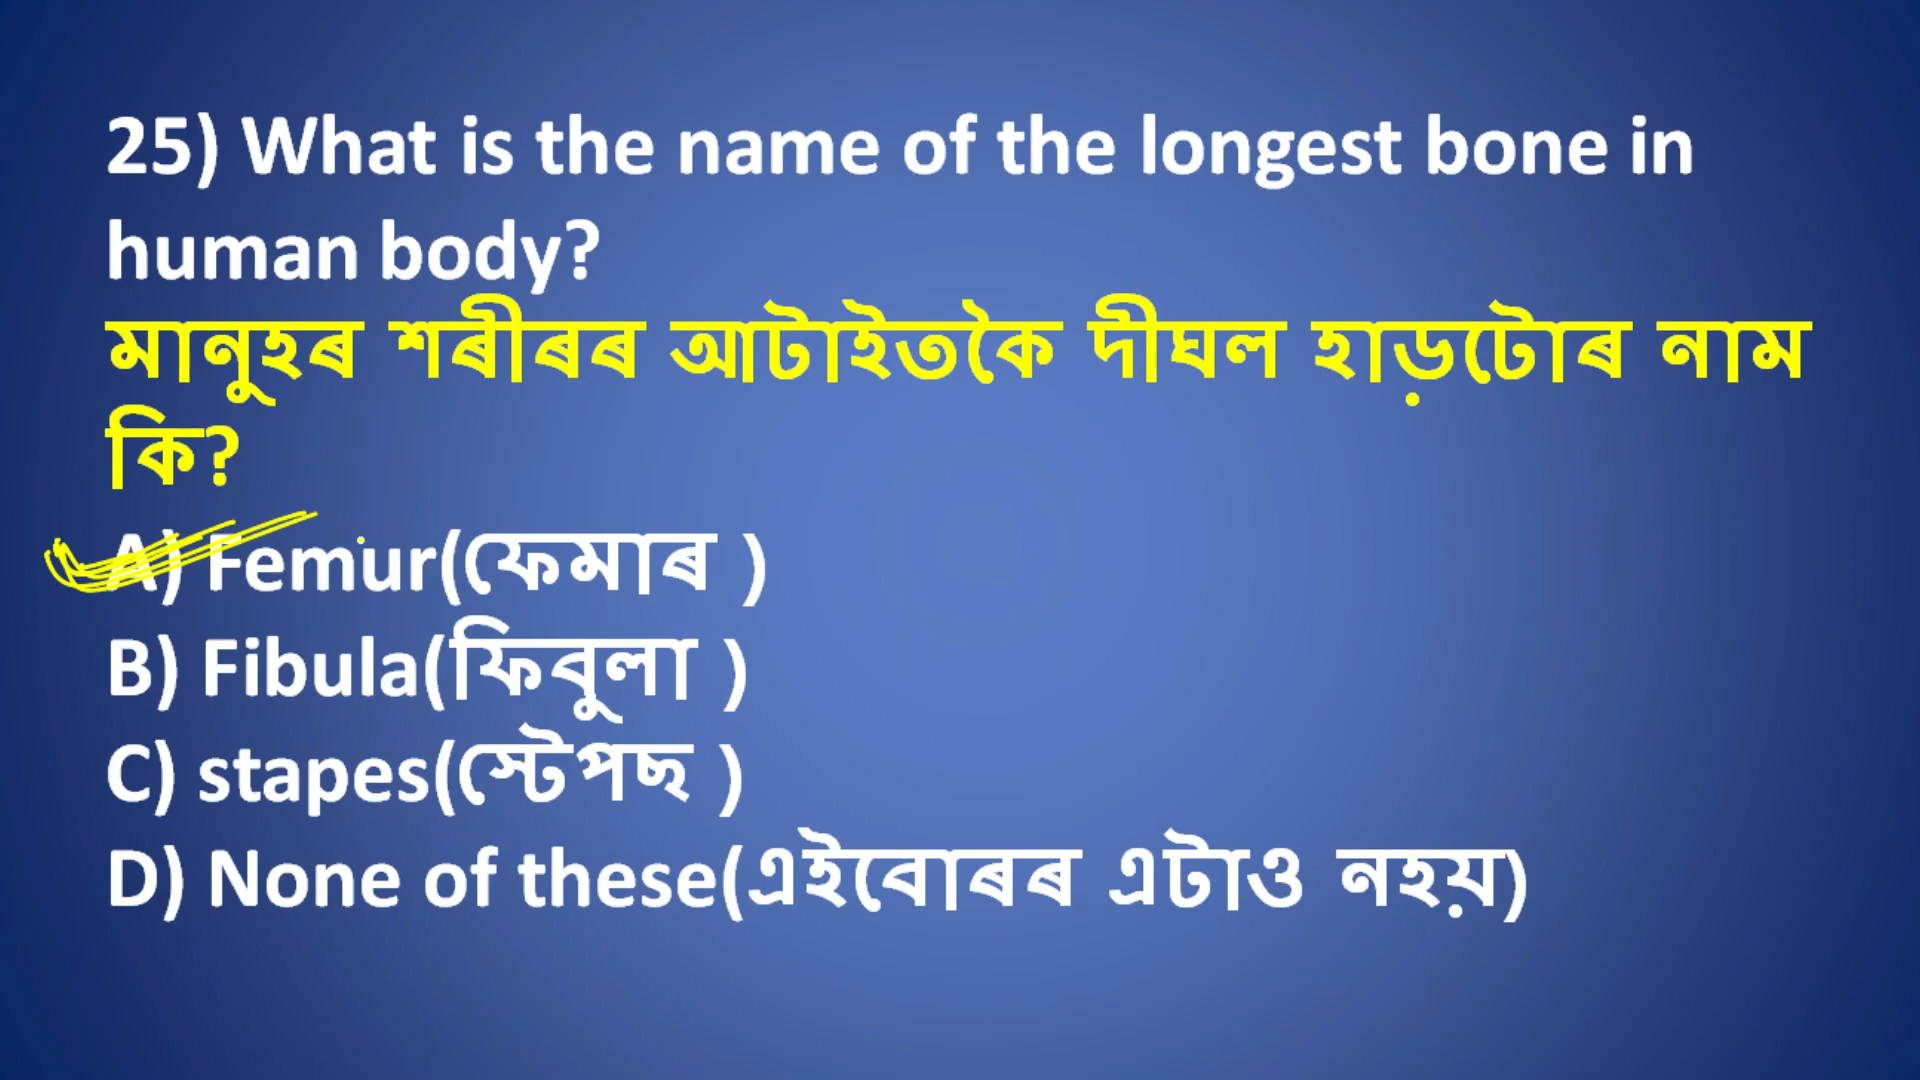 25) What is the name of the longest bone in
human body?
মানুহৰ শৰীৰৰ আটাইতকৈ দীঘল হাড়টোৰ নাম
কি?
A) Femur(ফেমাৰ )
B) Fibula(ফিবুলা )
C) stapes(স্টেপছ )
D) None of these(এইবোৰৰ এটাও নহয়)